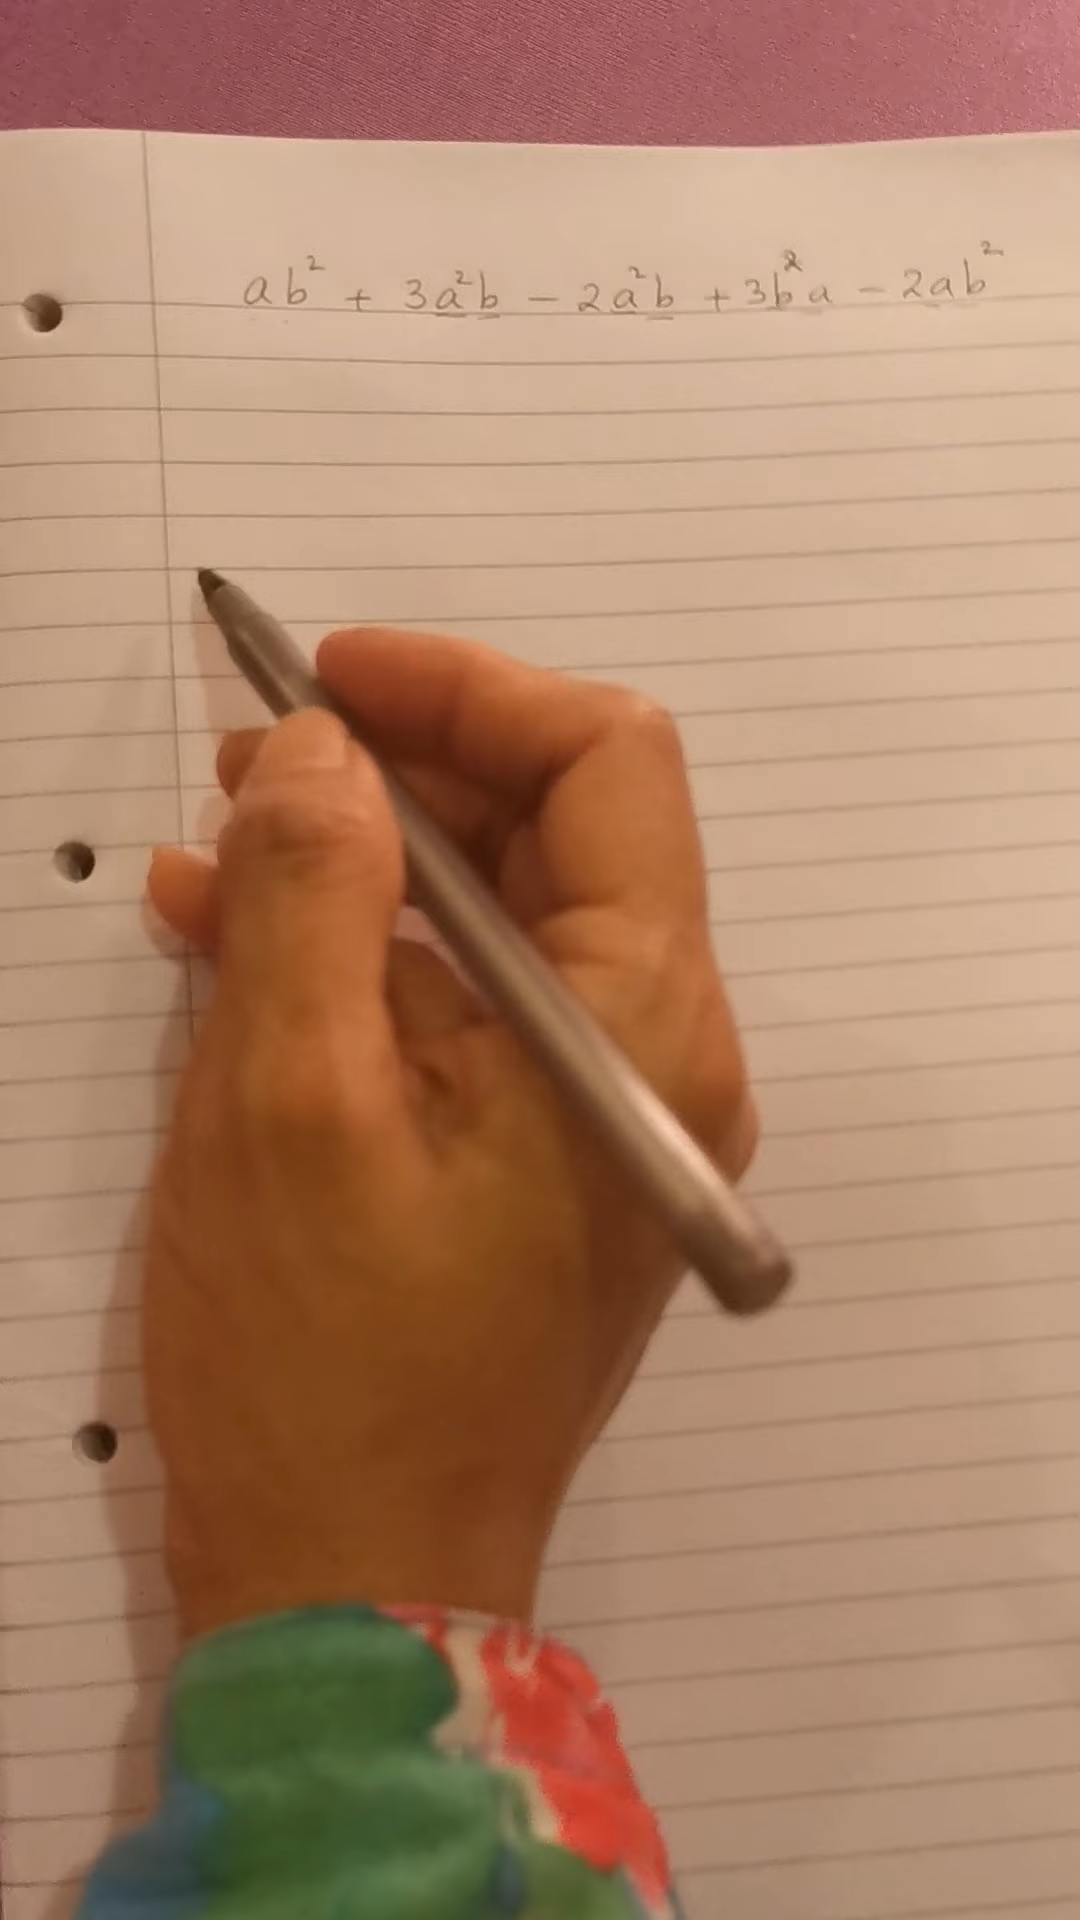 ab² + 3a²b - 2a²b + 3b²a - 2ab²